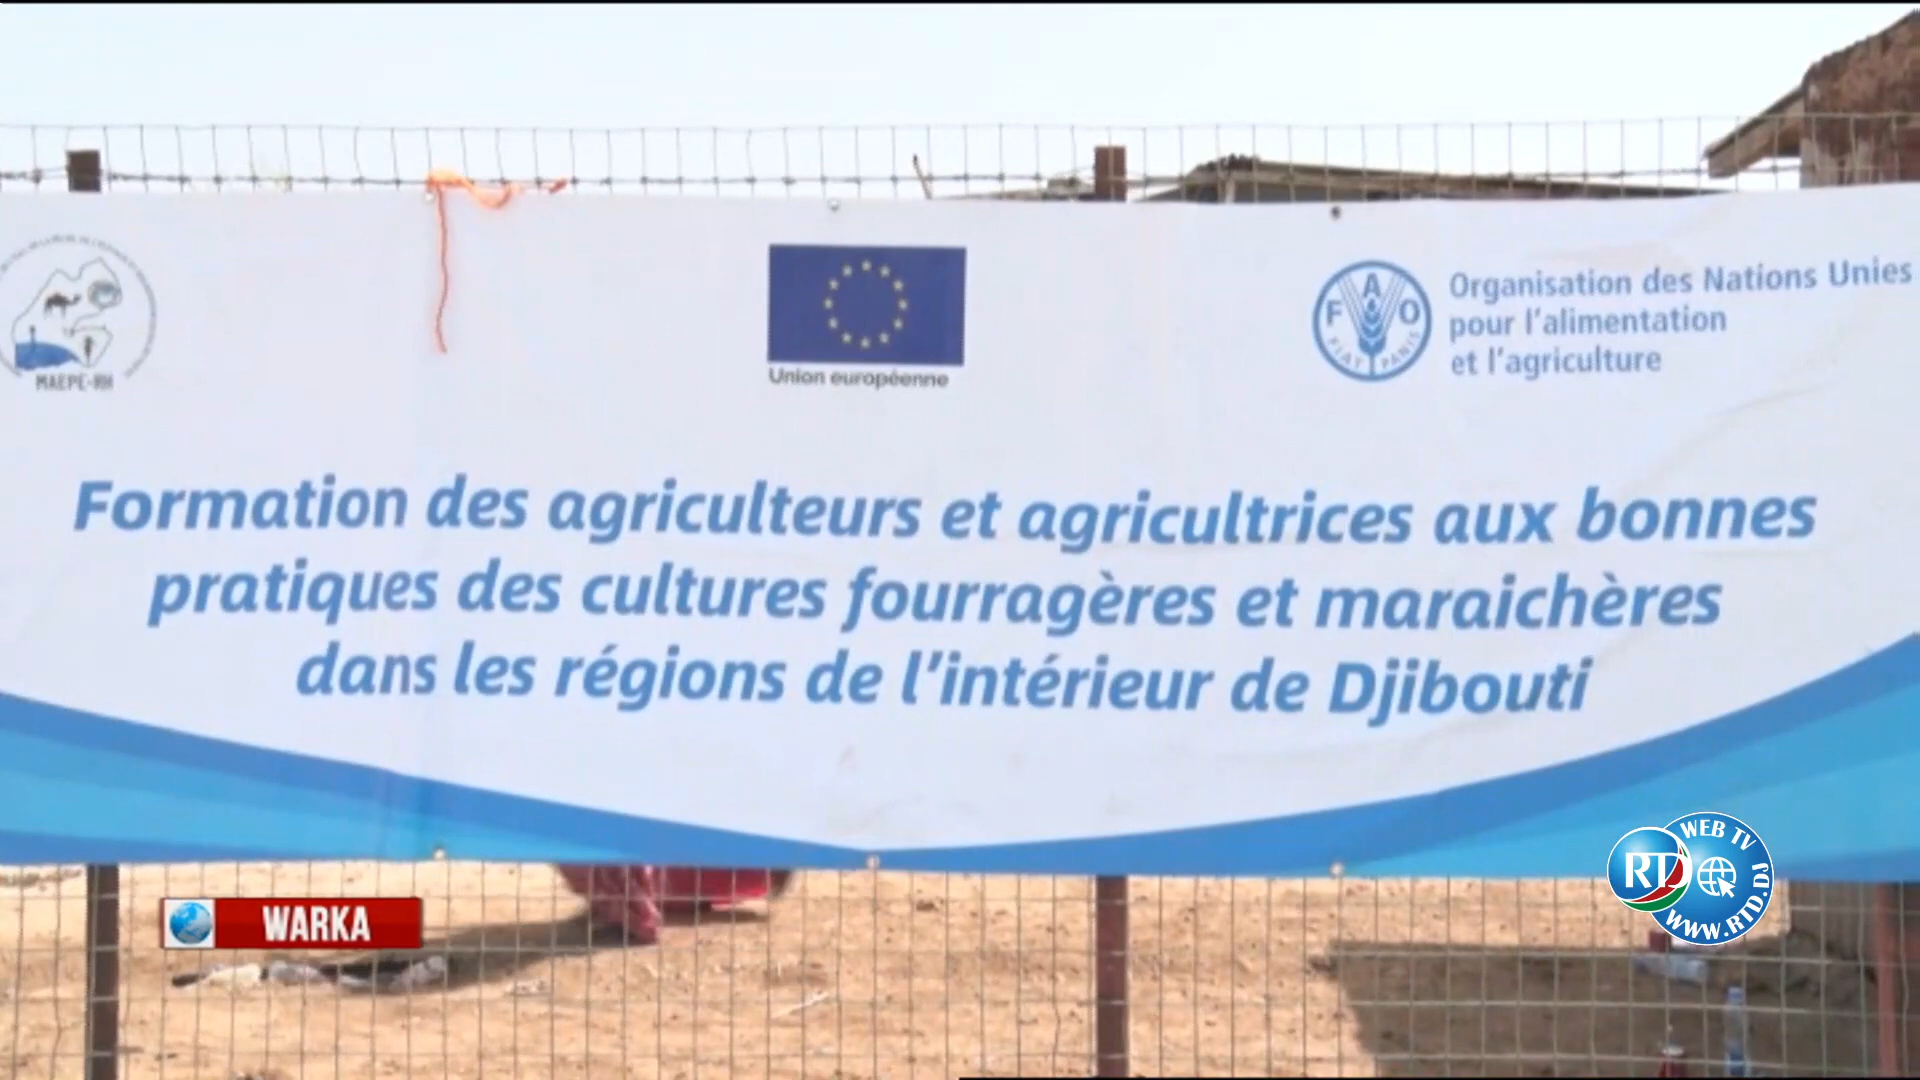 MAEPE-RH
Union européenne
FAO
FIAT PANIS
Organisation des Nations Unies
pour l'alimentation
et l'agriculture
Formation des agriculteurs et agricultrices aux bonnes
pratiques des cultures fourragères et maraichères
dans les régions de l'intérieur de Djibouti
WARKA
RTD
WEB TV
WWW.RTD.DJ